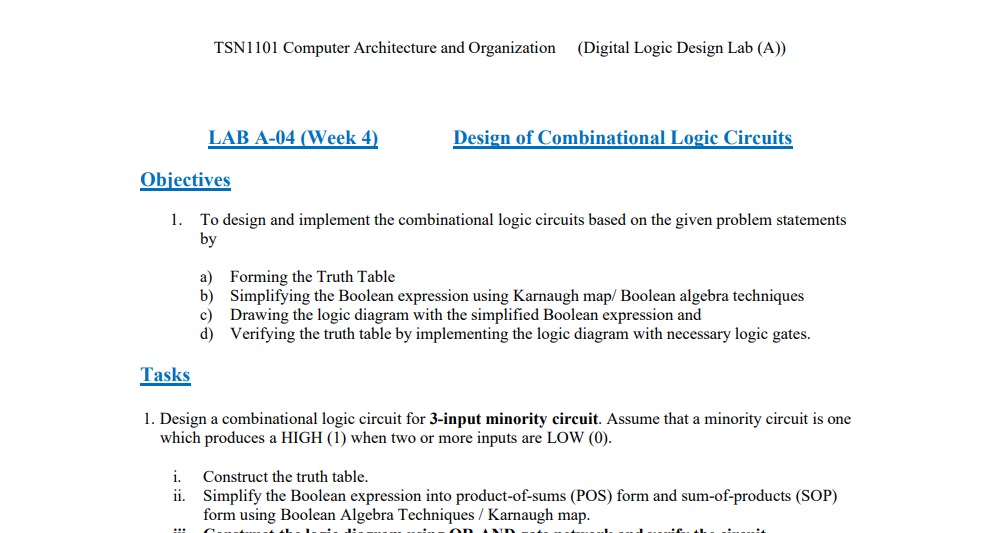 TSN1101 Computer Architecture and Organization (Digital Logic Design Lab (A))
LAB A-04 (Week 4) Design of Combinational Logic Circuits
Objectives
1. To design and implement the combinational logic circuits based on the given problem statements
by
a) Forming the Truth Table
b) Simplifying the Boolean expression using Karnaugh map/ Boolean algebra techniques
c) Drawing the logic diagram with the simplified Boolean expression and
d) Verifying the truth table by implementing the logic diagram with necessary logic gates.
Tasks
1. Design a combinational logic circuit for 3-input minority circuit. Assume that a minority circuit is one
which produces a HIGH (1) when two or more inputs are LOW (0).
i. Construct the truth table.
ii. Simplify the Boolean expression into product-of-sums (POS) form and sum-of-products (SOP)
form using Boolean Algebra Techniques / Karnaugh map.